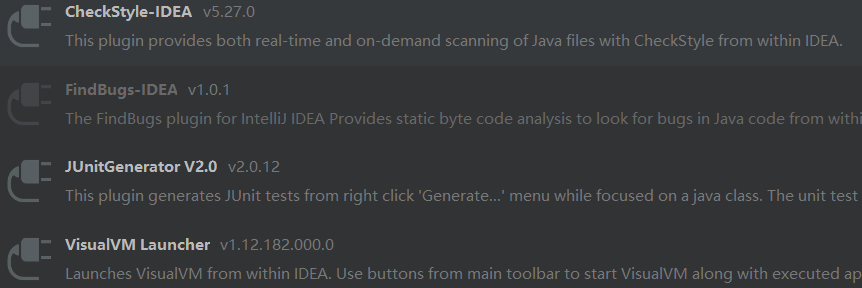 CheckStyle-IDEA v5.27.0
This plugin provides both real-time and on-demand scanning of Java files with CheckStyle from within IDEA.
FindBugs-IDEA v1.0.1
The FindBugs plugin for IntelliJ IDEA Provides static byte code analysis to look for bugs in Java code from withi
JUnitGenerator V2.0 v2.0.12
This plugin generates JUnit tests from right click 'Generate...' menu while focused on a java class. The unit test
VisualVM Launcher v1.12.182.000.0
Launches VisualVM from within IDEA. Use buttons from main toolbar to start VisualVM along with executed ap